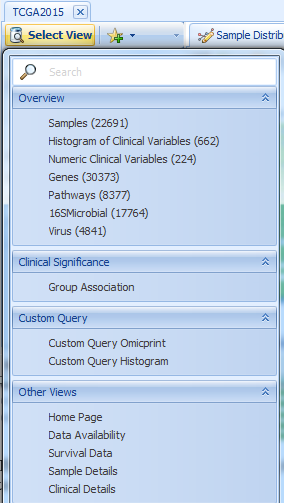 TCGA2015
Select View
Sample Distrib
Search
Overview
Samples (22691)
Histogram of Clinical Variables (662)
Numeric Clinical Variables (224)
Genes (30373)
Pathways (8377)
16SMicrobial (17764)
Virus (4841)
Clinical Significance
Group Association
Custom Query
Custom Query Omicprint
Custom Query Histogram
Other Views
Home Page
Data Availability
Survival Data
Sample Details
Clinical Details